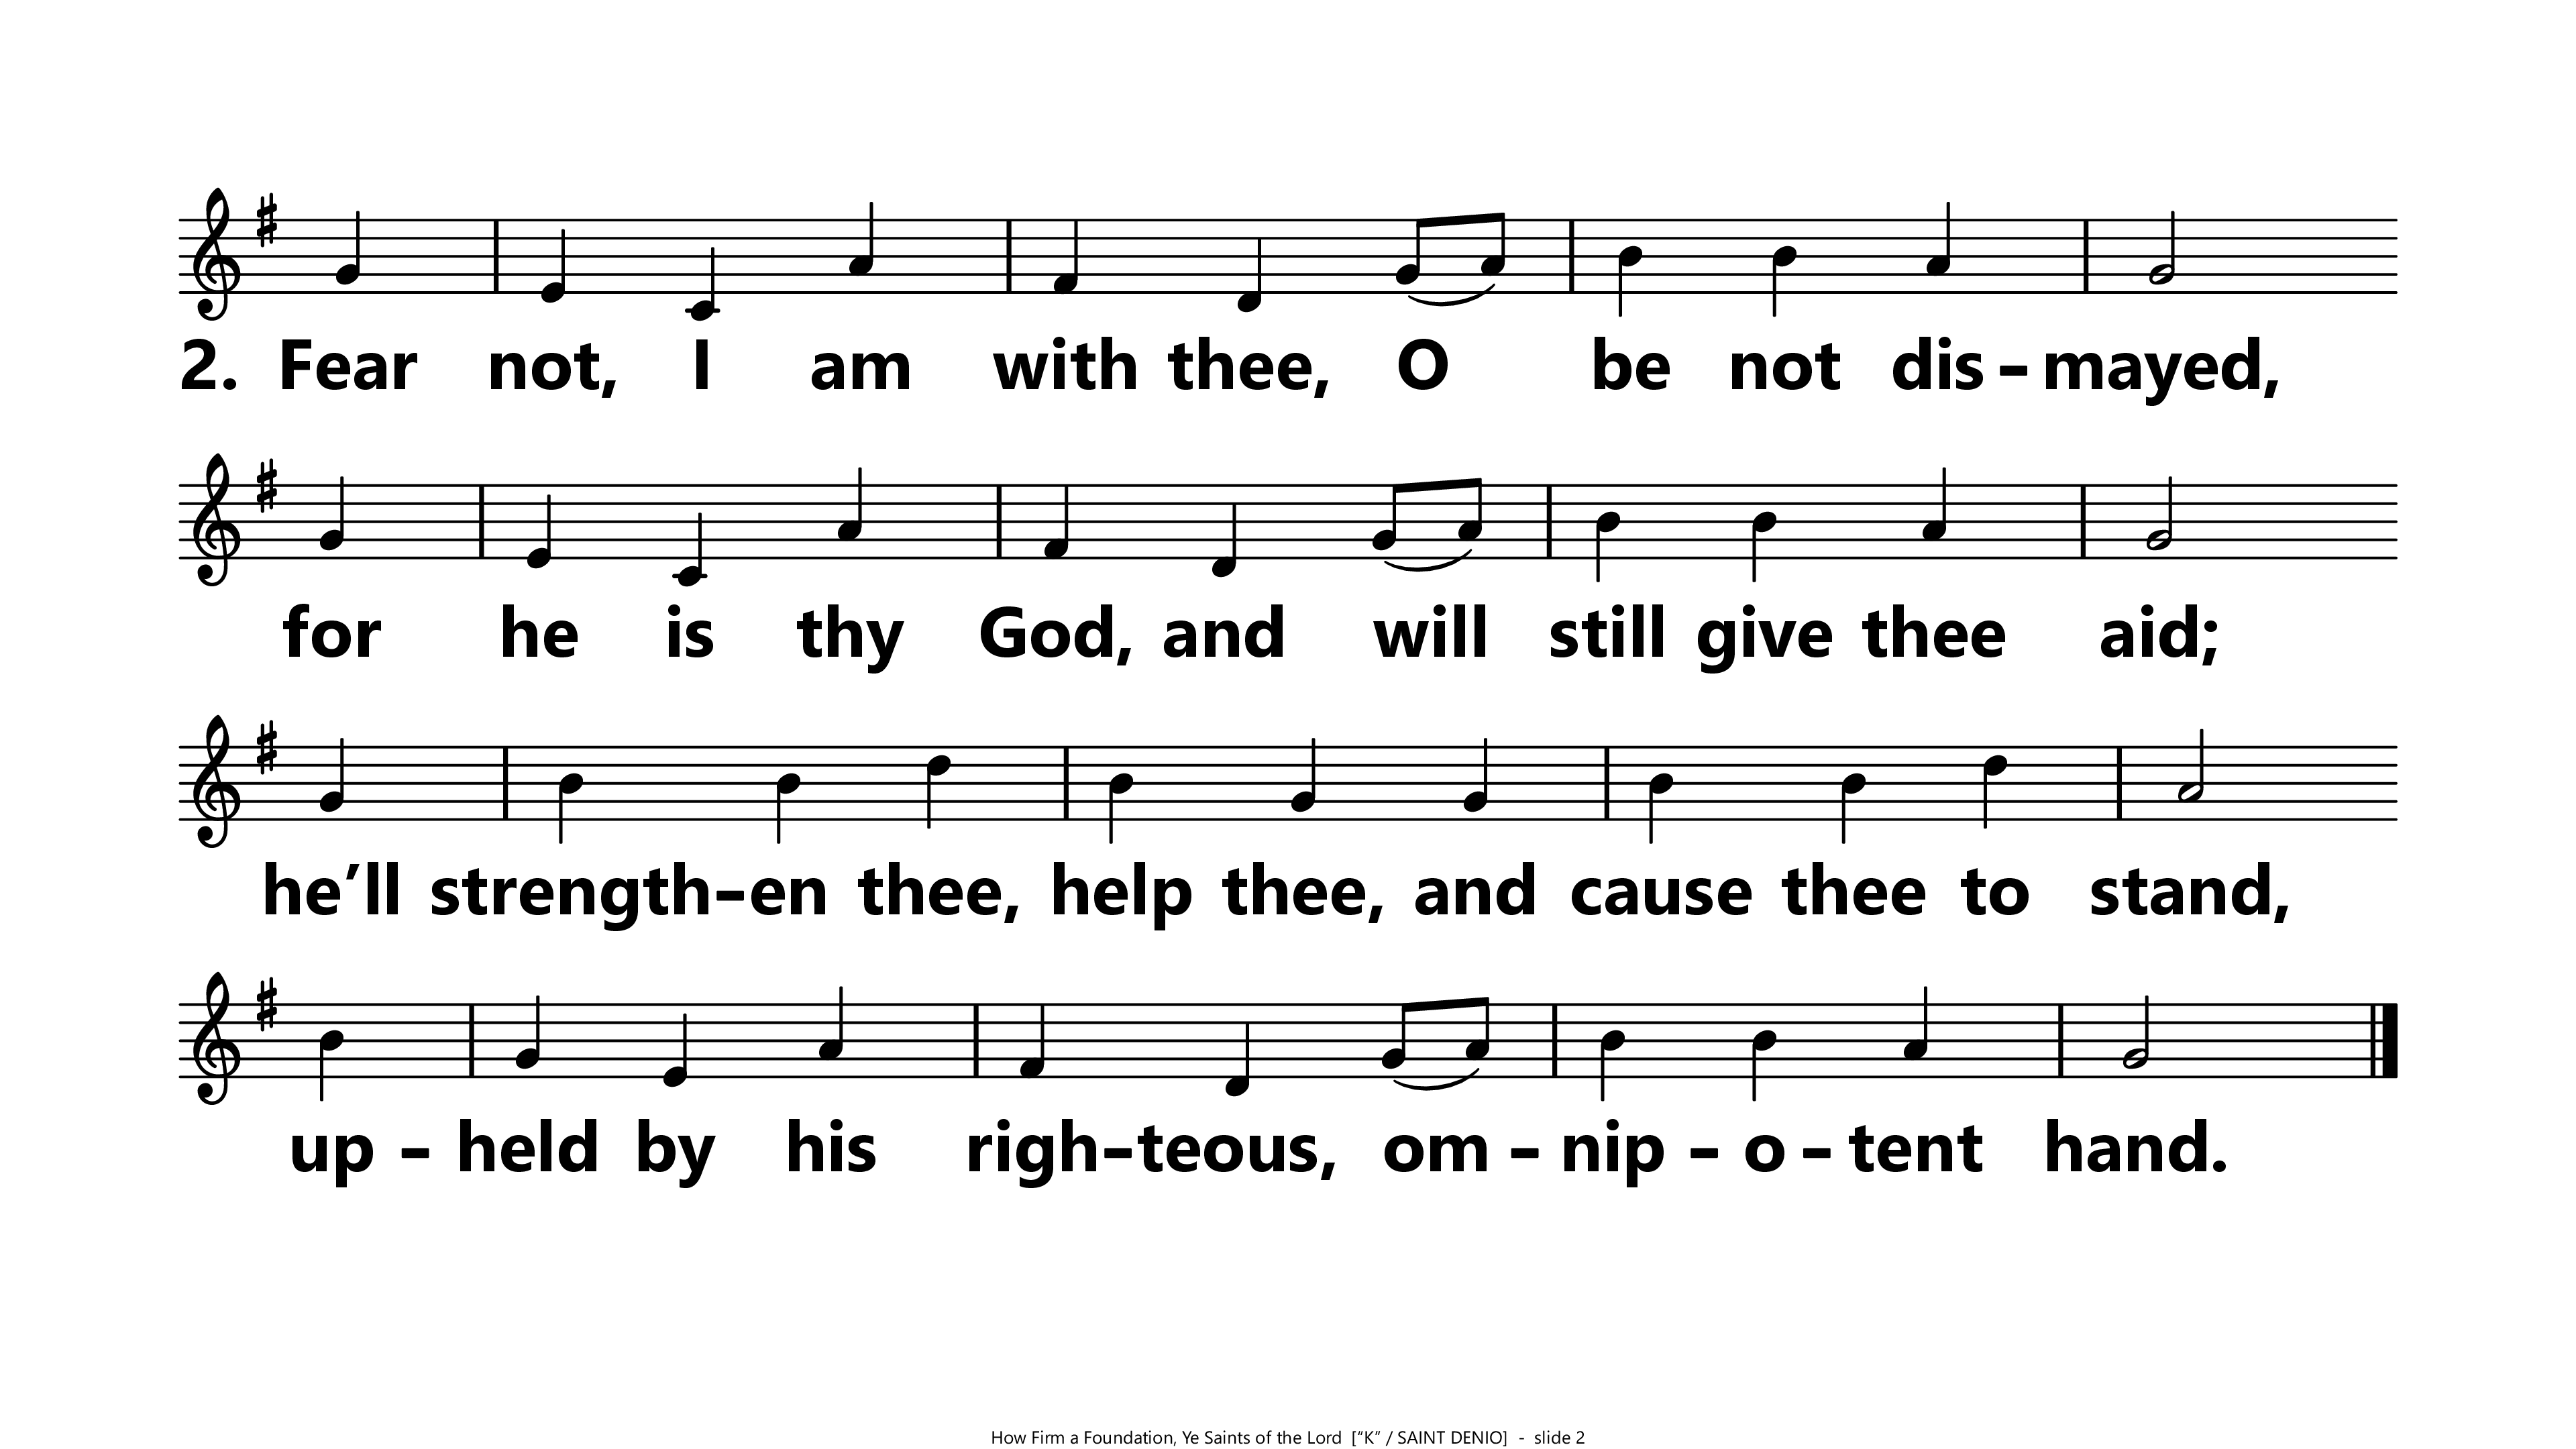 2. Fear not, I am with thee, O be not dis-mayed,
for he is thy God, and will still give thee aid;
he’ll strength-en thee, help thee, and cause thee to stand,
up-held by his righ-teous, om-nip-o-tent hand.
How Firm a Foundation, Ye Saints of the Lord [“K” / SAINT DENIO] - slide 2